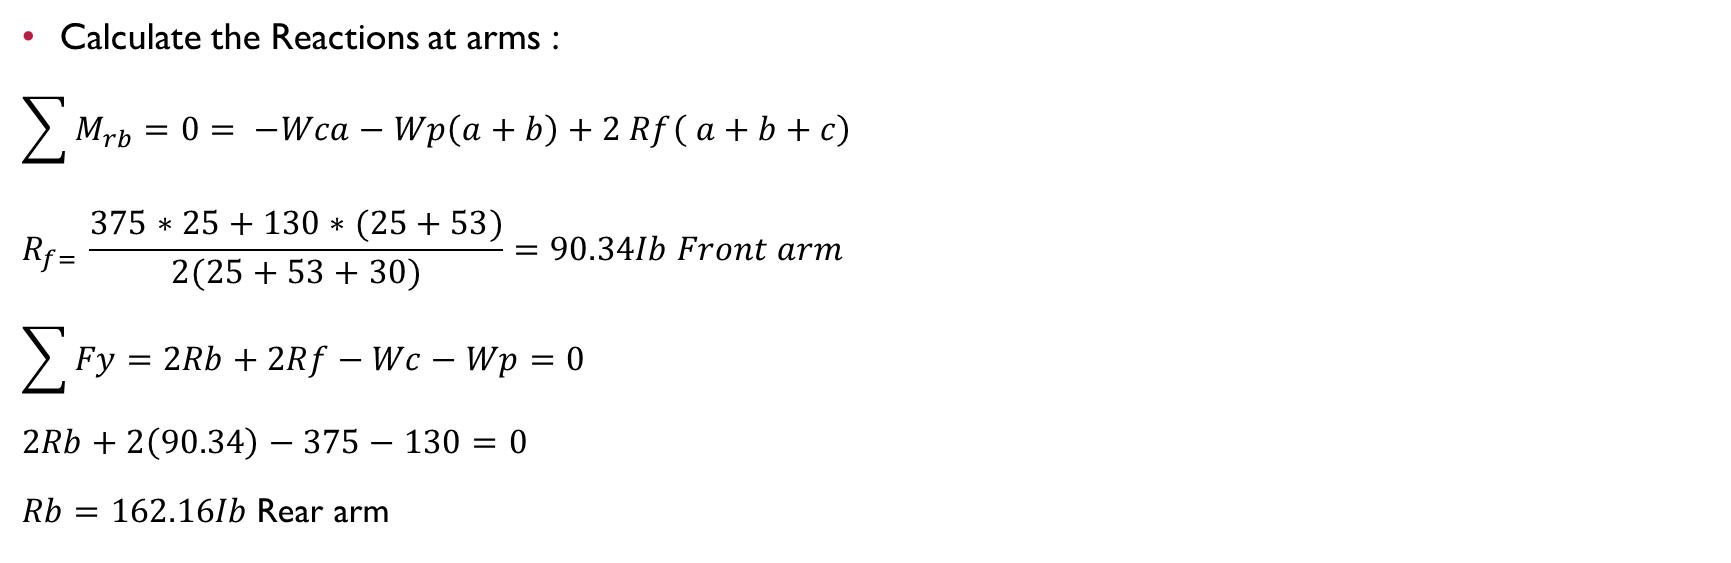 • Calculate the Reactions at arms :
∑ M_rb = 0 = −Wca − Wp(a + b) + 2 Rf( a + b + c)
R_f= (375 ∗ 25 + 130 ∗ (25 + 53)) / (2(25 + 53 + 30)) = 90.34Ib Front arm
∑ Fy = 2Rb + 2Rf − Wc − Wp = 0
2Rb + 2(90.34) − 375 − 130 = 0
Rb = 162.16Ib Rear arm